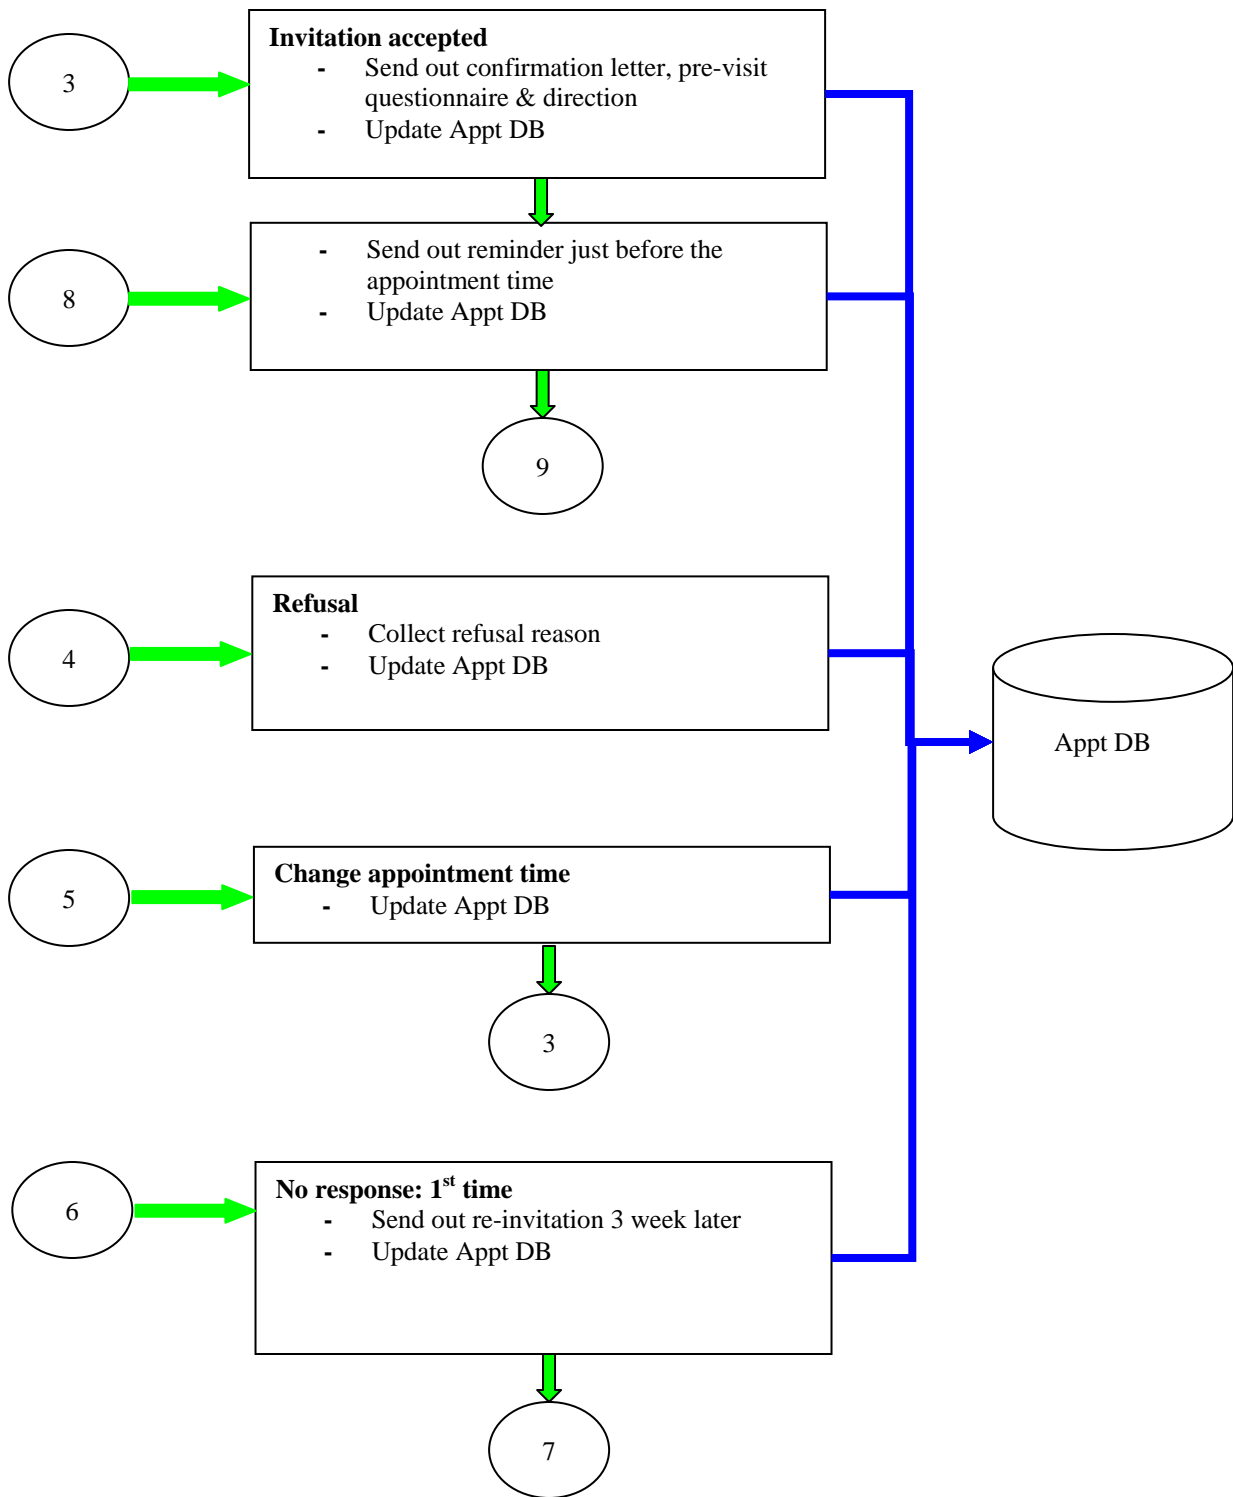 3
Invitation accepted
- Send out confirmation letter, pre-visit
questionnaire & direction
- Update Appt DB
8
- Send out reminder just before the
appointment time
- Update Appt DB
9
4
Refusal
- Collect refusal reason
- Update Appt DB
Appt DB
5
Change appointment time
- Update Appt DB
3
6
No response: 1st time
- Send out re-invitation 3 week later
- Update Appt DB
7